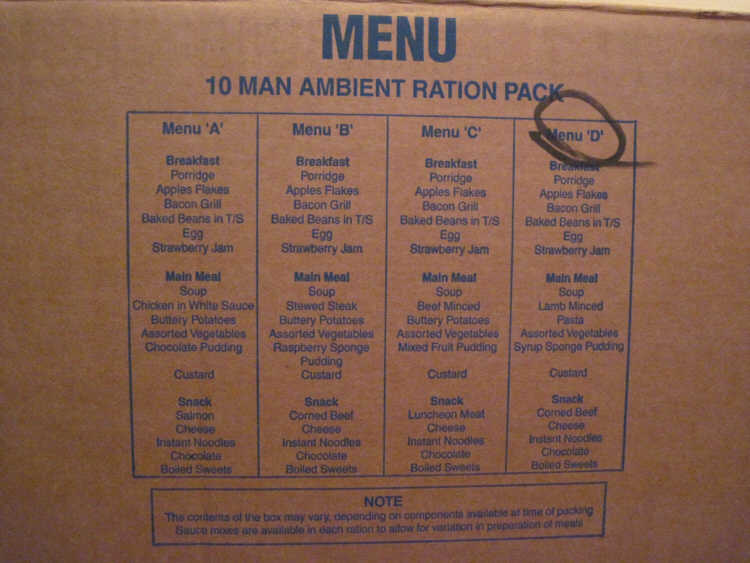 MENU
10 MAN AMBIENT RATION PACK
Menu 'A'
Breakfast
Porridge
Apples Flakes
Bacon Grill
Baked Beans in T/S
Egg
Strawberry Jam
Main Meal
Soup
Chicken in White Sauce
Buttery Potatoes
Assorted Vegetables
Chocolate Pudding
Custard
Snack
Salmon
Cheese
Instant Noodles
Chocolate
Boiled Sweets
Menu 'B'
Breakfast
Porridge
Apples Flakes
Bacon Grill
Baked Beans in T/S
Egg
Strawberry Jam
Main Meal
Soup
Stewed Steak
Buttery Potatoes
Assorted Vegetables
Raspberry Sponge
Pudding
Custard
Snack
Corned Beef
Cheese
Instant Noodles
Chocolate
Boiled Sweets
Menu 'C'
Breakfast
Porridge
Apples Flakes
Bacon Grill
Baked Beans in T/S
Egg
Strawberry Jam
Main Meal
Soup
Beef Minced
Buttery Potatoes
Assorted Vegetables
Mixed Fruit Pudding
Custard
Snack
Luncheon Meat
Cheese
Instant Noodles
Chocolate
Boiled Sweets
Menu 'D'
Breakfast
Porridge
Apples Flakes
Bacon Grill
Baked Beans in T/S
Egg
Strawberry Jam
Main Meal
Soup
Lamb Minced
Pasta
Assorted Vegetables
Syrup Sponge Pudding
Custard
Snack
Corned Beef
Cheese
Instant Noodles
Chocolate
Boiled Sweets
NOTE
The contents of the box may vary, depending on components available at time of packing
Sauce mixes are available in each ration to allow for variation in preparation of meals